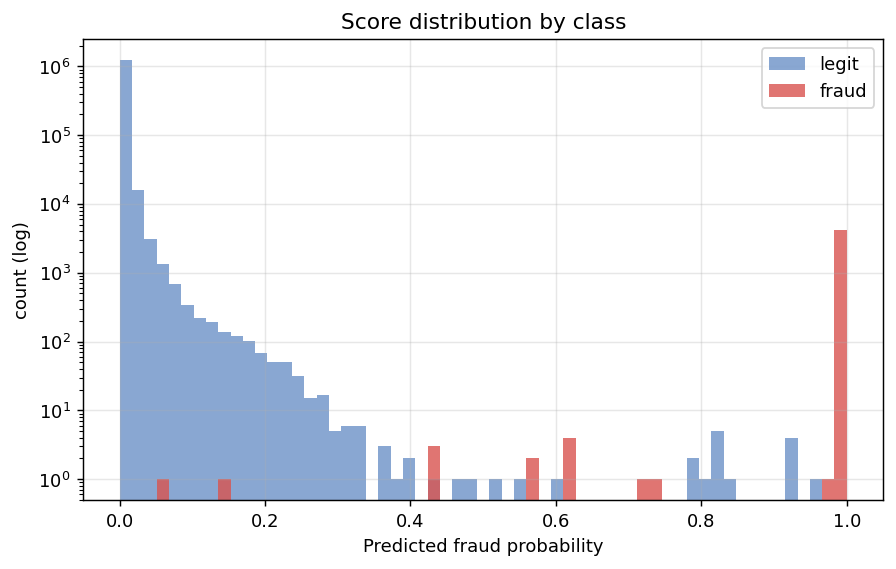 Score distribution by class
legit
fraud
count (log)
10^6
10^5
10^4
10^3
10^2
10^1
10^0
0.0 0.2 0.4 0.6 0.8 1.0
Predicted fraud probability